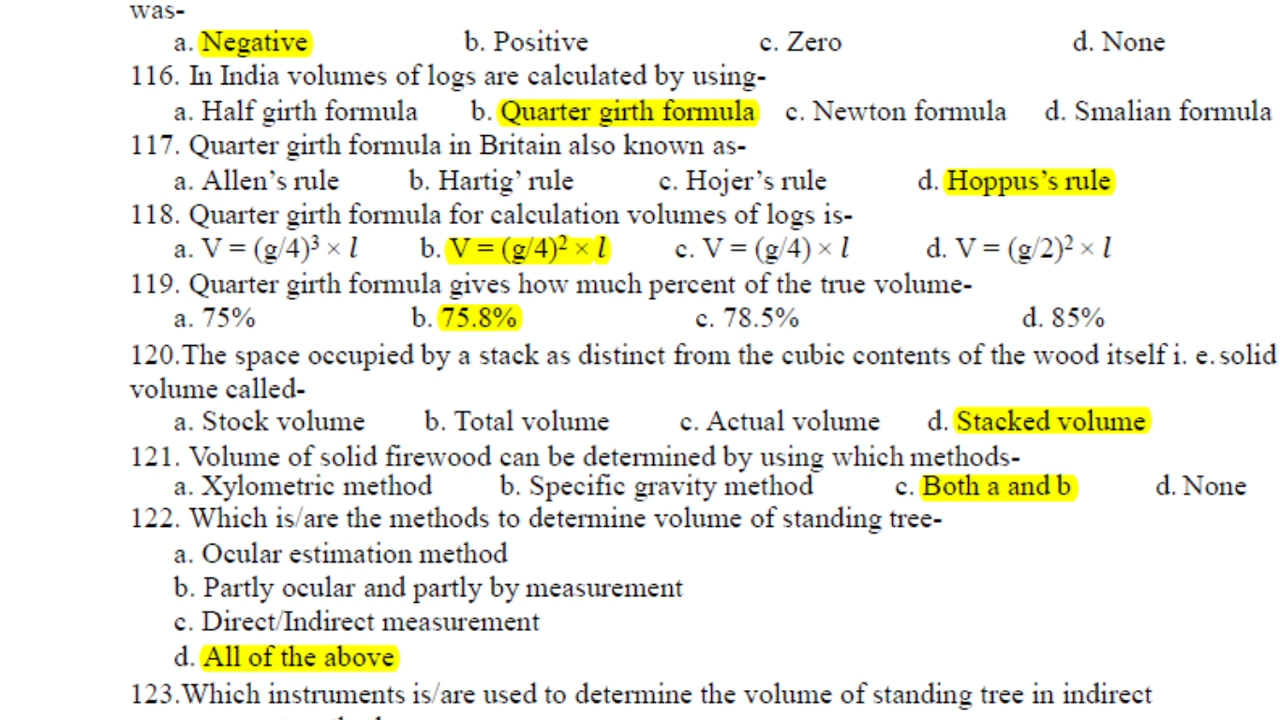 was-
a. Negative b. Positive c. Zero d. None
116. In India volumes of logs are calculated by using-
a. Half girth formula b. Quarter girth formula c. Newton formula d. Smalian formula
117. Quarter girth formula in Britain also known as-
a. Allen’s rule b. Hartig’ rule c. Hojer’s rule d. Hoppus’s rule
118. Quarter girth formula for calculation volumes of logs is-
a. V = (g/4)³ × l b. V = (g/4)² × l c. V = (g/4) × l d. V = (g/2)² × l
119. Quarter girth formula gives how much percent of the true volume-
a. 75% b. 75.8% c. 78.5% d. 85%
120.The space occupied by a stack as distinct from the cubic contents of the wood itself i. e. solid
volume called-
a. Stock volume b. Total volume c. Actual volume d. Stacked volume
121. Volume of solid firewood can be determined by using which methods-
a. Xylometric method b. Specific gravity method c. Both a and b d. None
122. Which is/are the methods to determine volume of standing tree-
a. Ocular estimation method
b. Partly ocular and partly by measurement
c. Direct/Indirect measurement
d. All of the above
123.Which instruments is/are used to determine the volume of standing tree in indirect